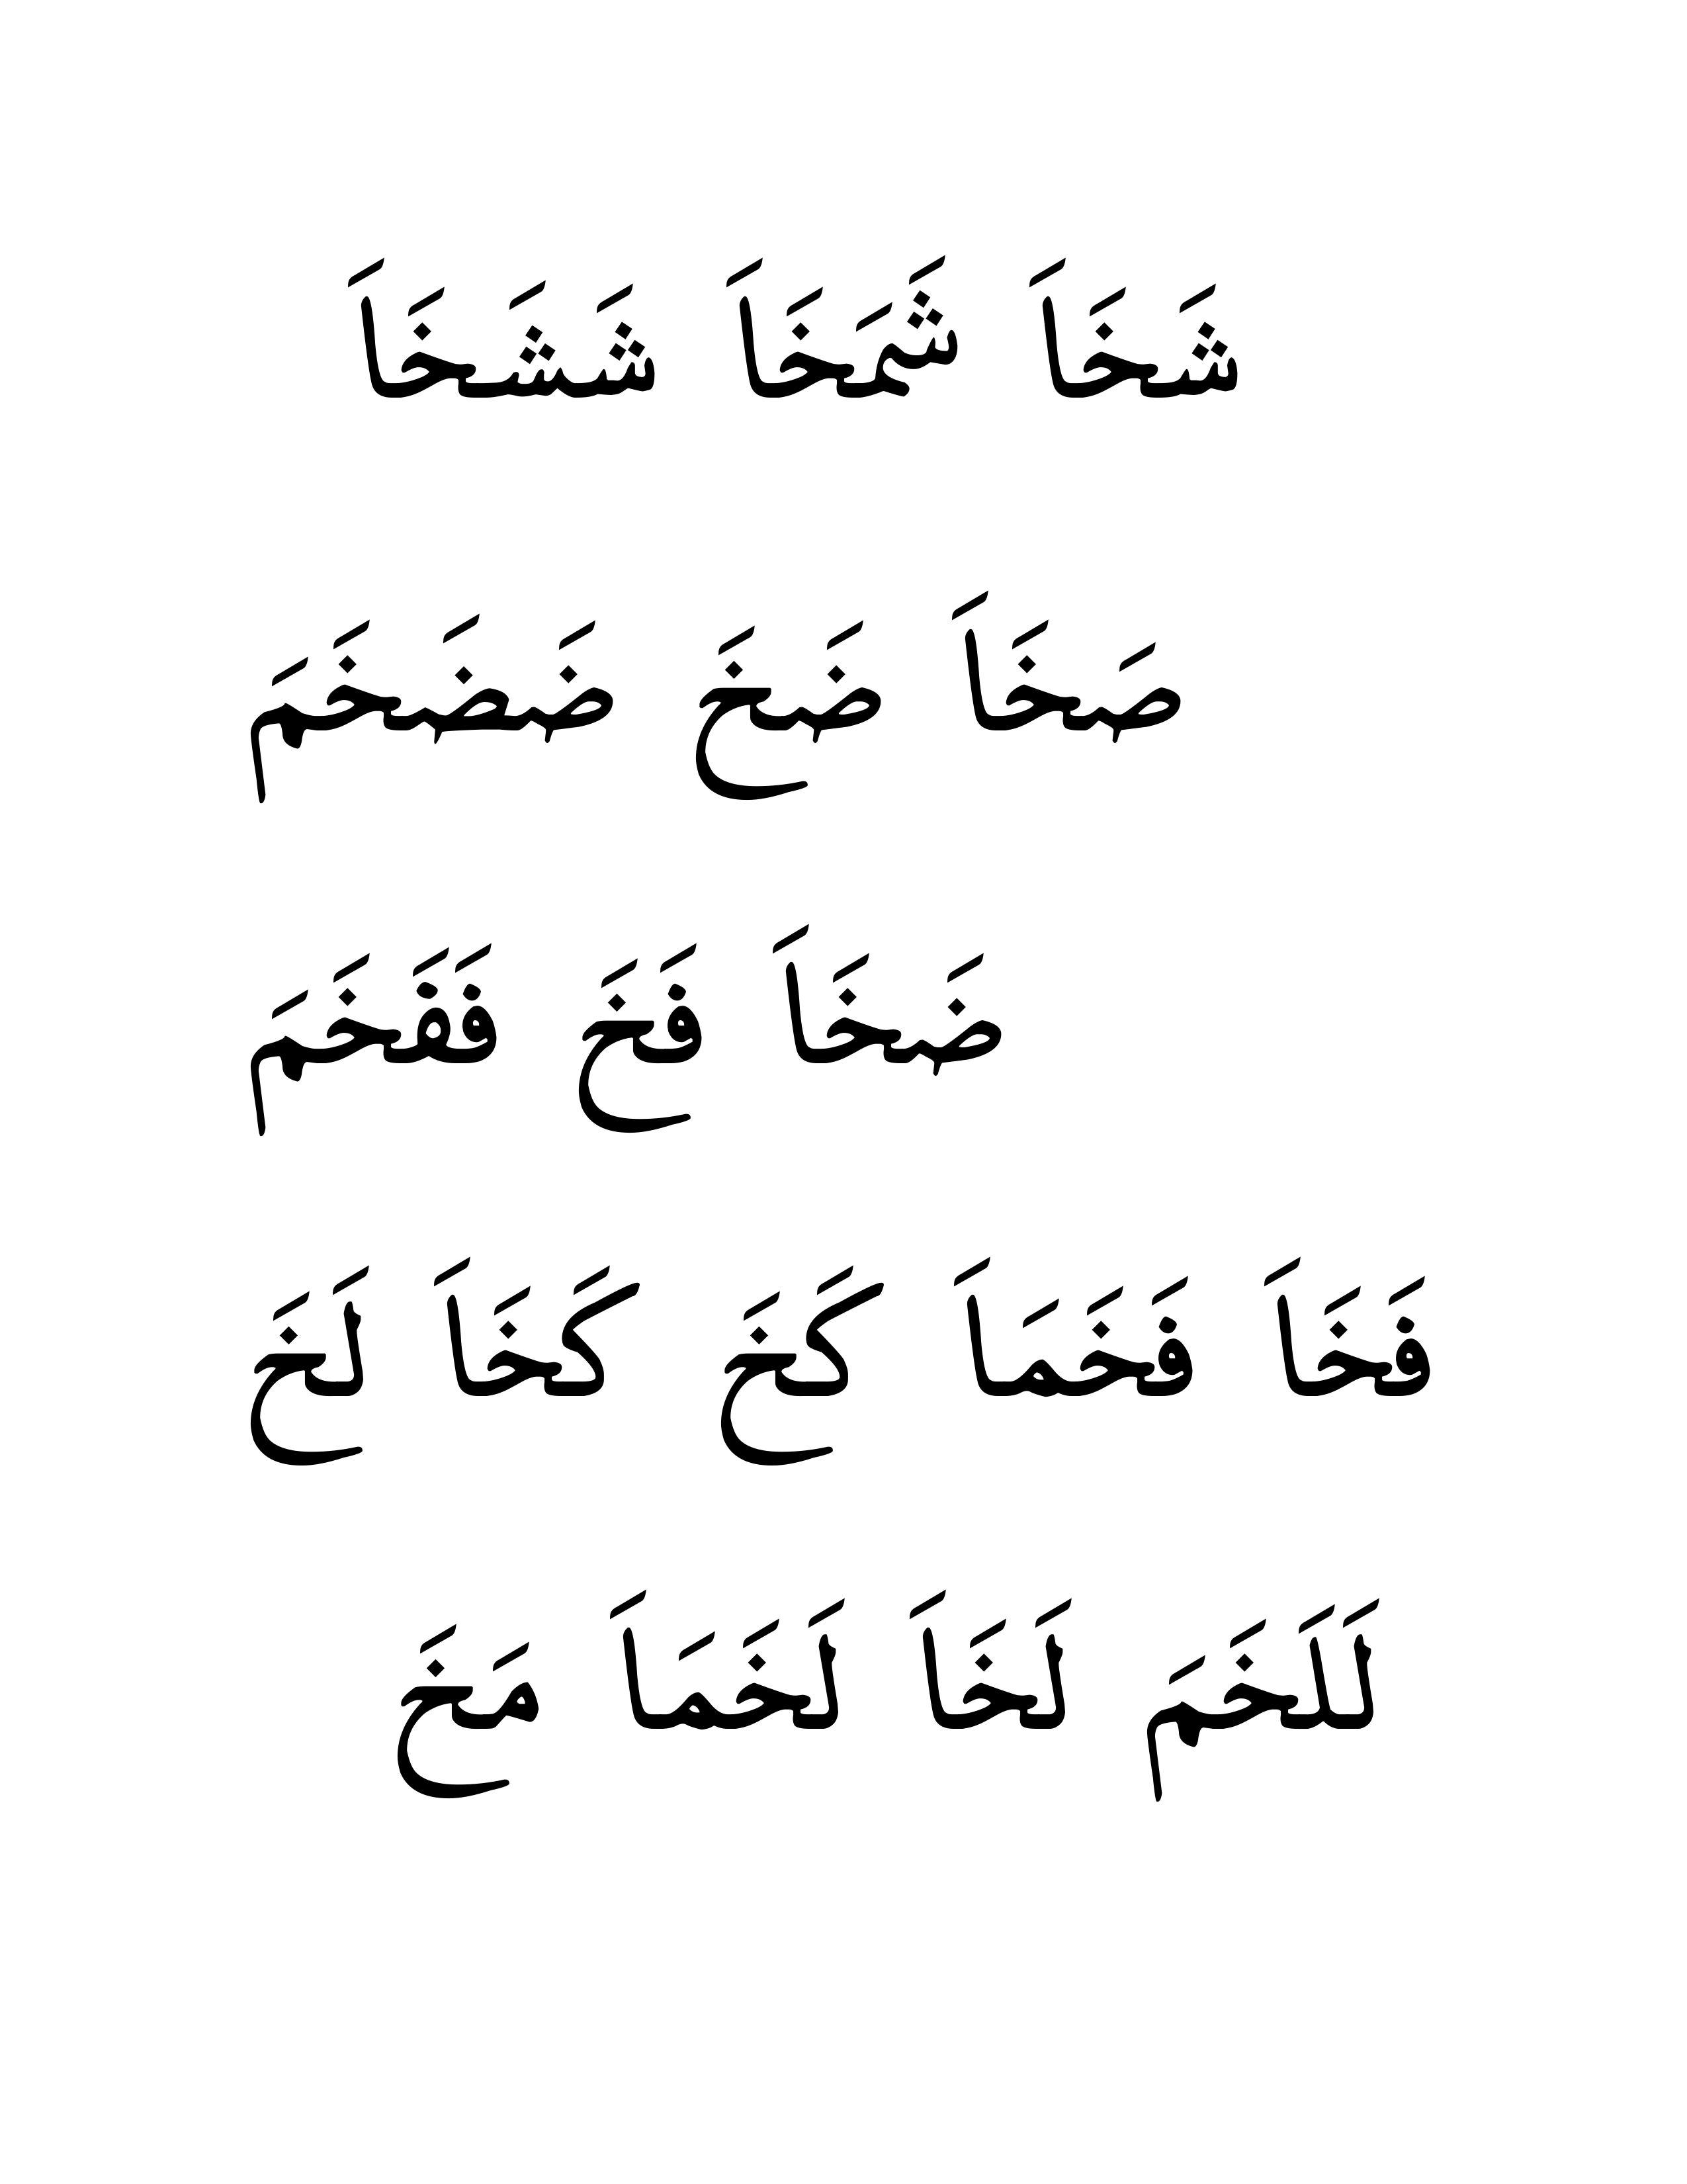 شَخَاَ شَمَخَاَ شَشَخَاَ
صَخَاَ ضَخَ ضَضَخَمَ
ضَخَاَ فَخَ فَفَخَمَ
فَخَاَ فَخَمَاَ كَخَ كَخَاَ لَخَ
لَلَخَمَ لَخَاَ لَخَمَاَ مَخَ